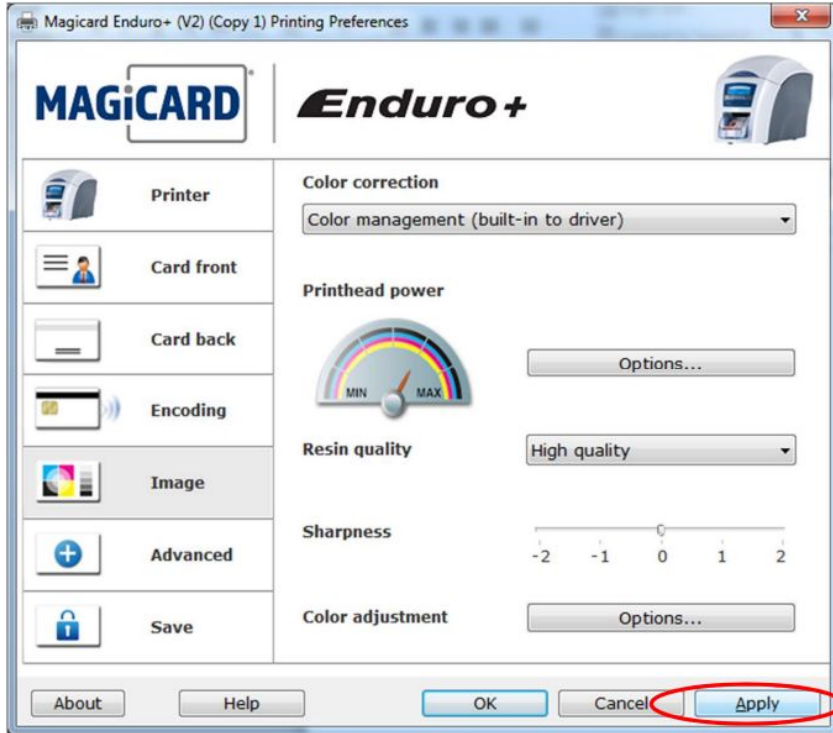 Magicard Enduro+ (V2) (Copy 1) Printing Preferences
MAGiCARD
Enduro+
Printer
Card front
Card back
Encoding
Image
Advanced
Save
Color correction
Color management (built-in to driver)
Printhead power
MIN MAX
Options...
Resin quality
High quality
Sharpness
-2 -1 0 1 2
Color adjustment
Options...
About
Help
OK
Cancel
Apply